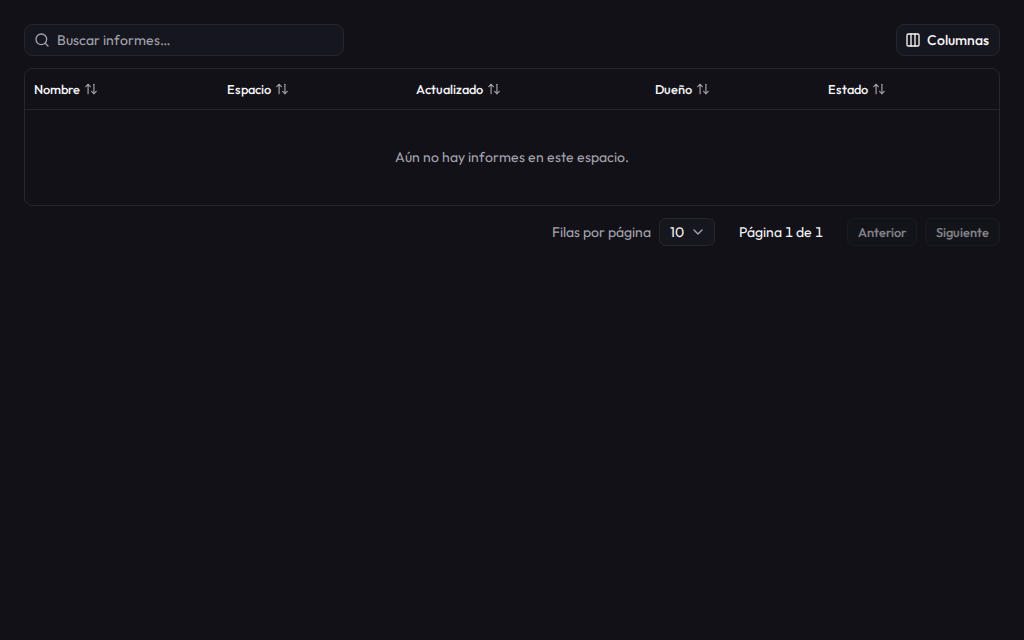 Buscar informes…
Columnas
Nombre Espacio Actualizado Dueño Estado
Aún no hay informes en este espacio.
Filas por página 10 Página 1 de 1 Anterior Siguiente